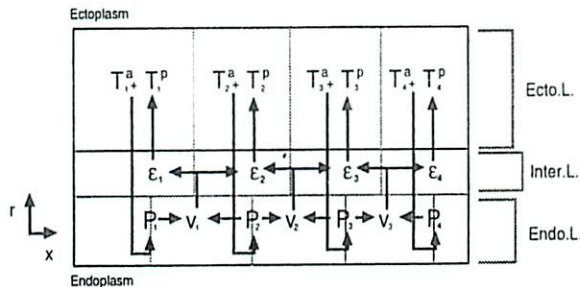 Ectoplasm
T₁ᵃ+ T₁ᵖ T₂ᵃ+ T₂ᵖ T₃ᵃ+ T₃ᵖ T₄ᵃ+ T₄ᵖ Ecto.L.
ε₁ ε₂ ε₃ ε₄ Inter.L.
r P₁ V₁ P₂ V₂ P₃ V₃ P₄ Endo.L.
x
Endoplasm